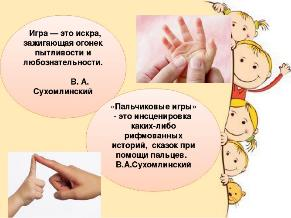 Игра — это искра,
зажигающая огонек
пытливости и
любознательности.
В. А.
Сухомлинский
«Пальчиковые игры»
- это инсценировка
каких-либо
рифмованных
историй, сказок при
помощи пальцев.
В.А.Сухомлинский